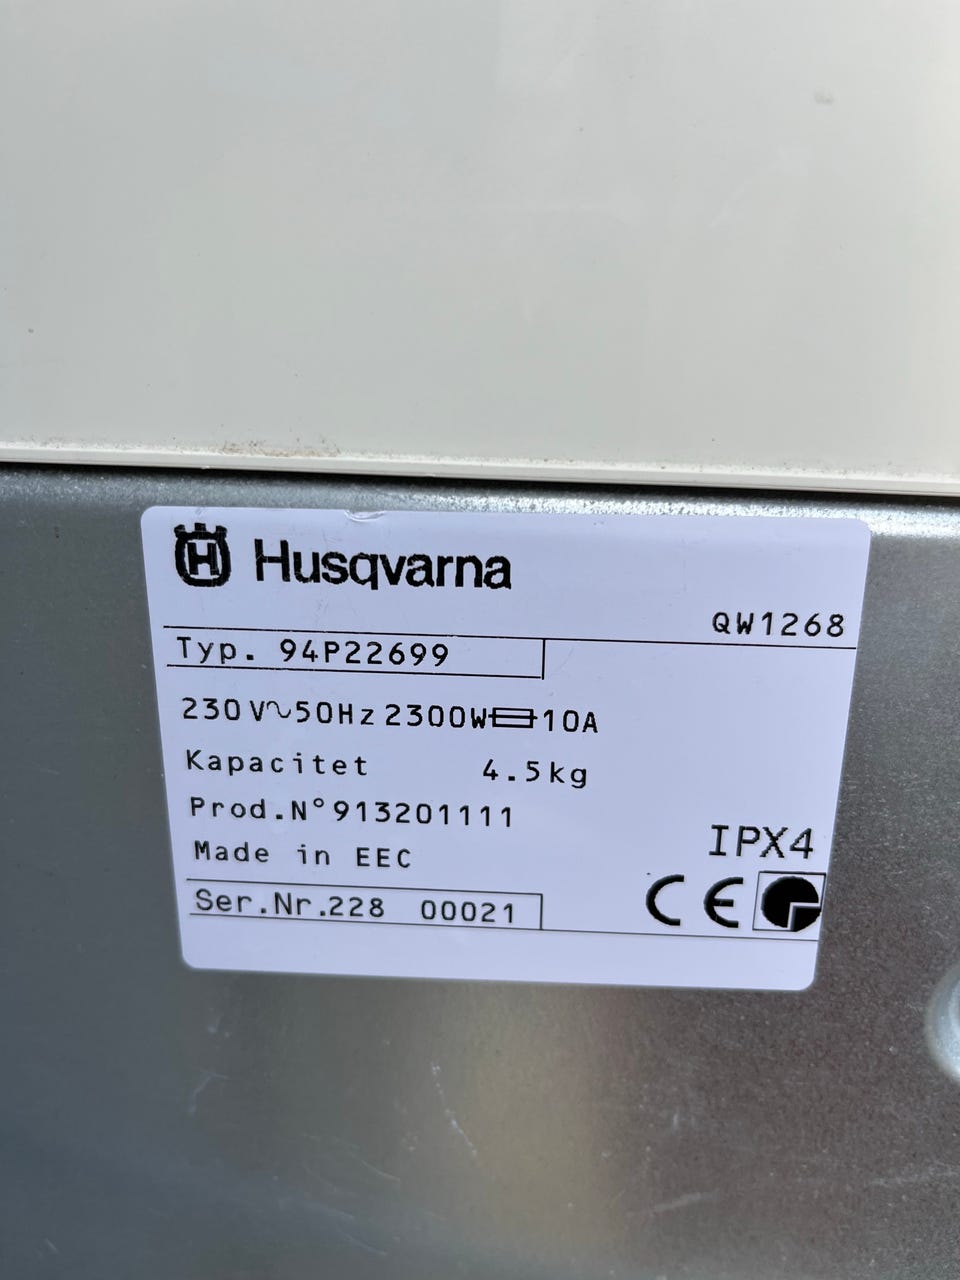 Husqvarna
QW1268
Typ. 94P22699
230 V~50Hz 2300W 10A
Kapacitet 4.5kg
Prod.N°913201111
Made in EEC
IPX4
CE
Ser.Nr.228 00021